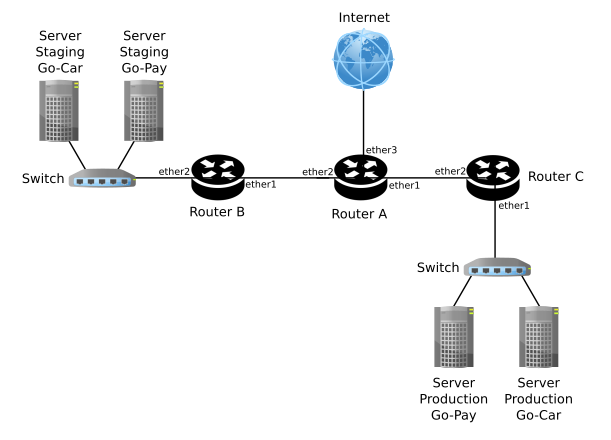 Internet
Server
Staging
Go-Car
Server
Staging
Go-Pay
ether3
Switch
ether2
ether1
Router B
ether2
ether1
Router A
ether2
Router C
ether1
Switch
Server
Production
Go-Pay
Server
Production
Go-Car